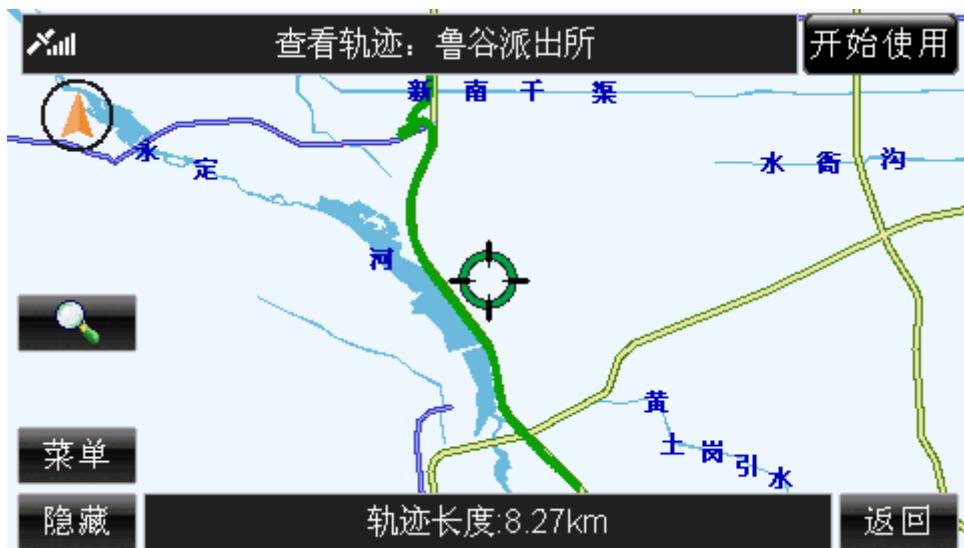 查看轨迹：鲁谷派出所
开始使用
新南干渠
永定河
水衙沟
黄土岗引水
菜单
隐藏
轨迹长度:8.27km
返回